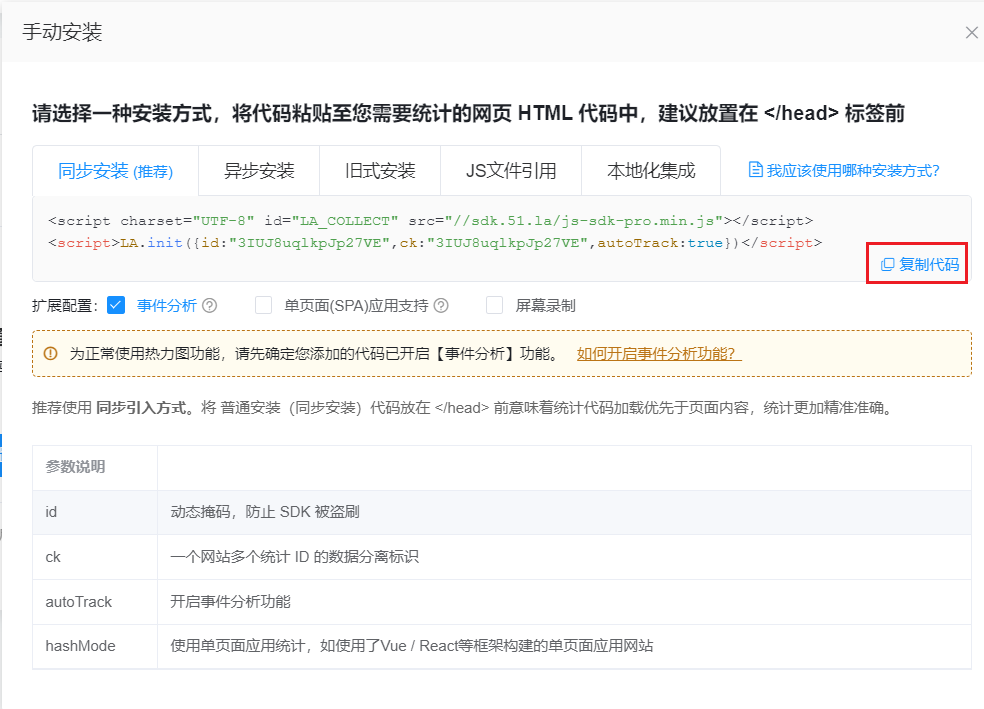 手动安装
请选择一种安装方式，将代码粘贴至您需要统计的网页 HTML 代码中，建议放置在 </head> 标签前
同步安装 (推荐) 异步安装 旧式安装 JS文件引用 本地化集成 我应该使用哪种安装方式?
<script charset="UTF-8" id="LA_COLLECT" src="//sdk.51.la/js-sdk-pro.min.js"></script>
<script>LA.init({id:"3IUJ8uqlkpJp27VE",ck:"3IUJ8uqlkpJp27VE",autoTrack:true})</script>
复制代码
扩展配置: 事件分析 单页面(SPA)应用支持 屏幕录制
为正常使用热力图功能，请先确定您添加的代码已开启【事件分析】功能。 如何开启事件分析功能？
推荐使用 同步引入方式。将 普通安装（同步安装）代码放在 </head> 前意味着统计代码加载优先于页面内容，统计更加精准准确。
参数说明
id 动态掩码，防止 SDK 被盗刷
ck 一个网站多个统计 ID 的数据分离标识
autoTrack 开启事件分析功能
hashMode 使用单页面应用统计，如使用了Vue / React等框架构建的单页面应用网站